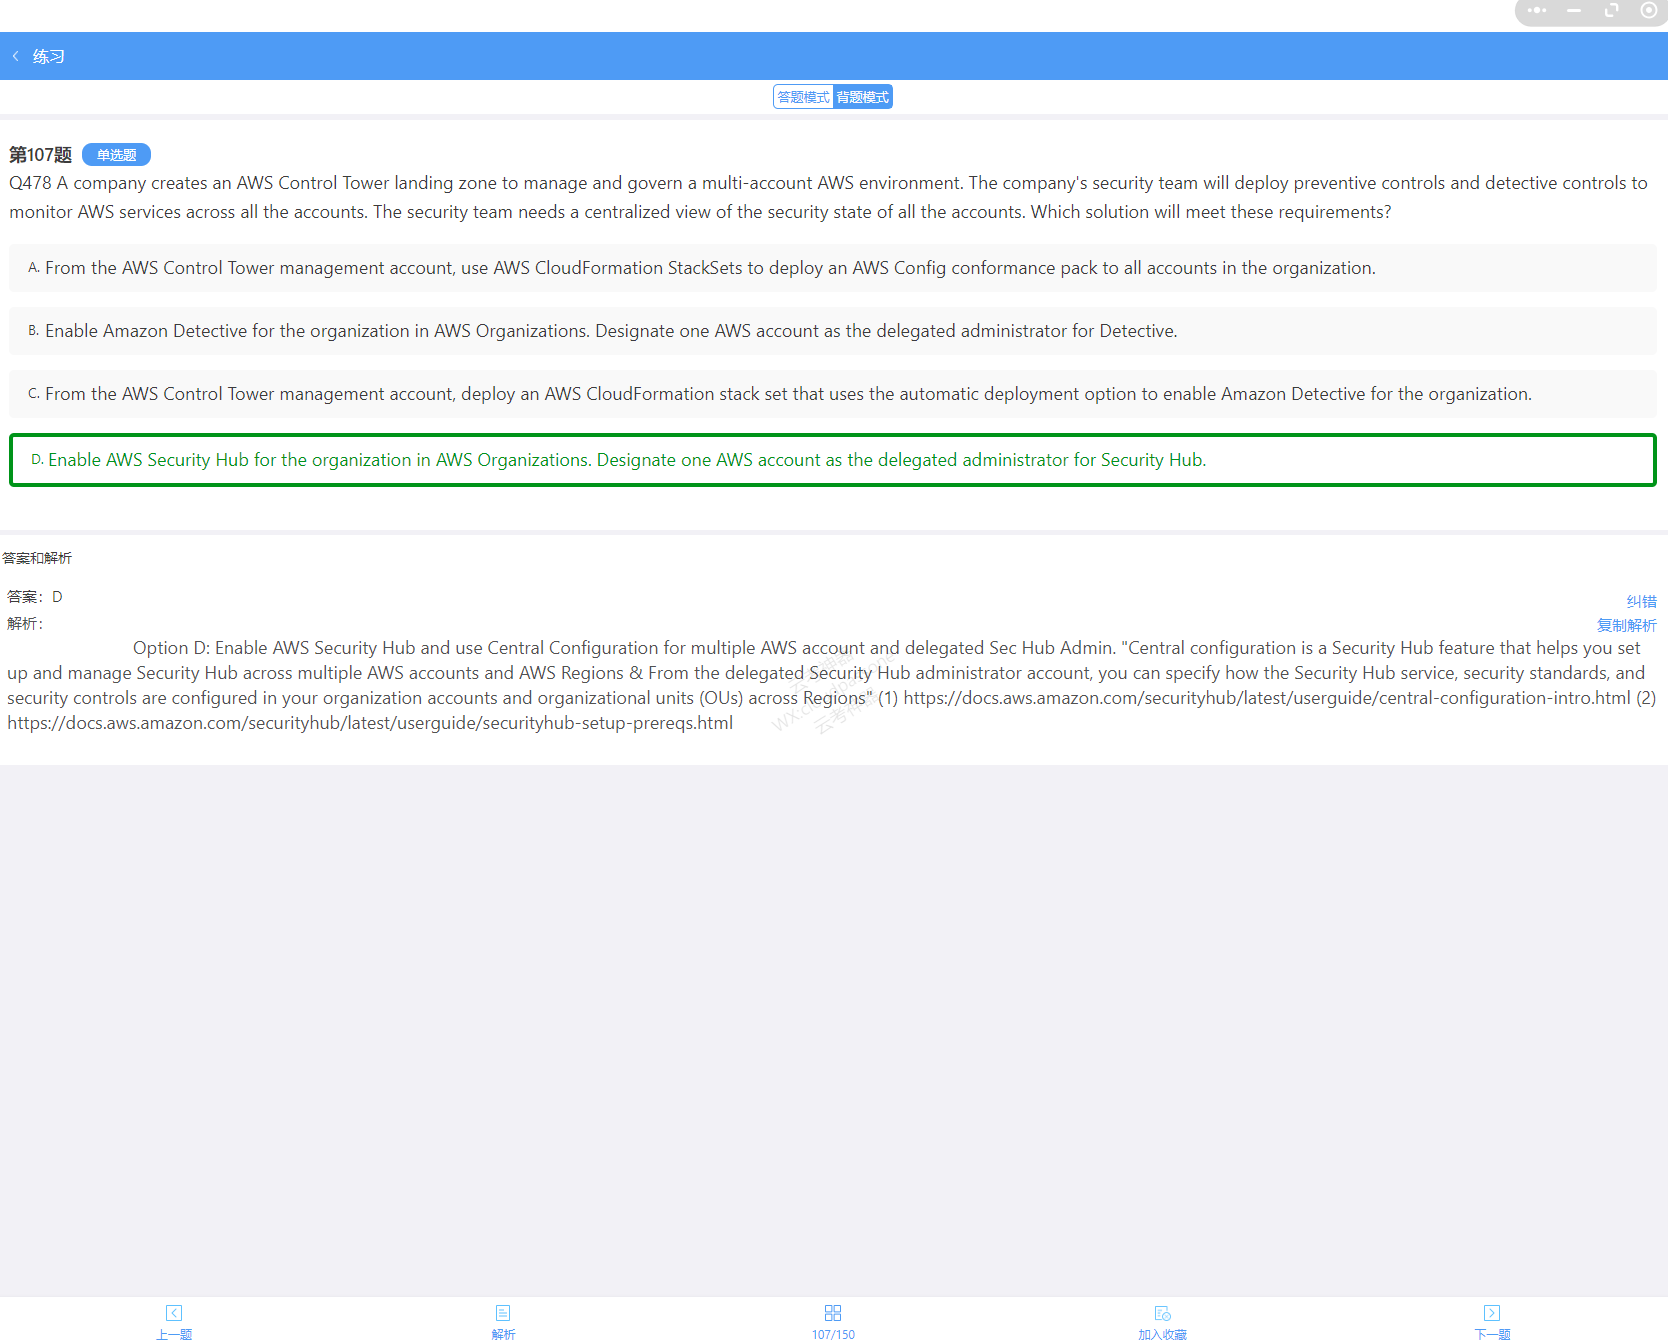 练习
答题模式 背题模式
第107题 单选题
Q478 A company creates an AWS Control Tower landing zone to manage and govern a multi-account AWS environment. The company's security team will deploy preventive controls and detective controls to
monitor AWS services across all the accounts. The security team needs a centralized view of the security state of all the accounts. Which solution will meet these requirements?
A. From the AWS Control Tower management account, use AWS CloudFormation StackSets to deploy an AWS Config conformance pack to all accounts in the organization.
B. Enable Amazon Detective for the organization in AWS Organizations. Designate one AWS account as the delegated administrator for Detective.
C. From the AWS Control Tower management account, deploy an AWS CloudFormation stack set that uses the automatic deployment option to enable Amazon Detective for the organization.
D. Enable AWS Security Hub for the organization in AWS Organizations. Designate one AWS account as the delegated administrator for Security Hub.
答案和解析
答案：D
纠错
解析：
复制解析
Option D: Enable AWS Security Hub and use Central Configuration for multiple AWS account and delegated Sec Hub Admin. "Central configuration is a Security Hub feature that helps you set
up and manage Security Hub across multiple AWS accounts and AWS Regions & From the delegated Security Hub administrator account, you can specify how the Security Hub service, security standards, and
security controls are configured in your organization accounts and organizational units (OUs) across Regions" (1) https://docs.aws.amazon.com/securityhub/latest/userguide/central-configuration-intro.html (2)
https://docs.aws.amazon.com/securityhub/latest/userguide/securityhub-setup-prereqs.html
上一题 解析 107/150 加入收藏 下一题